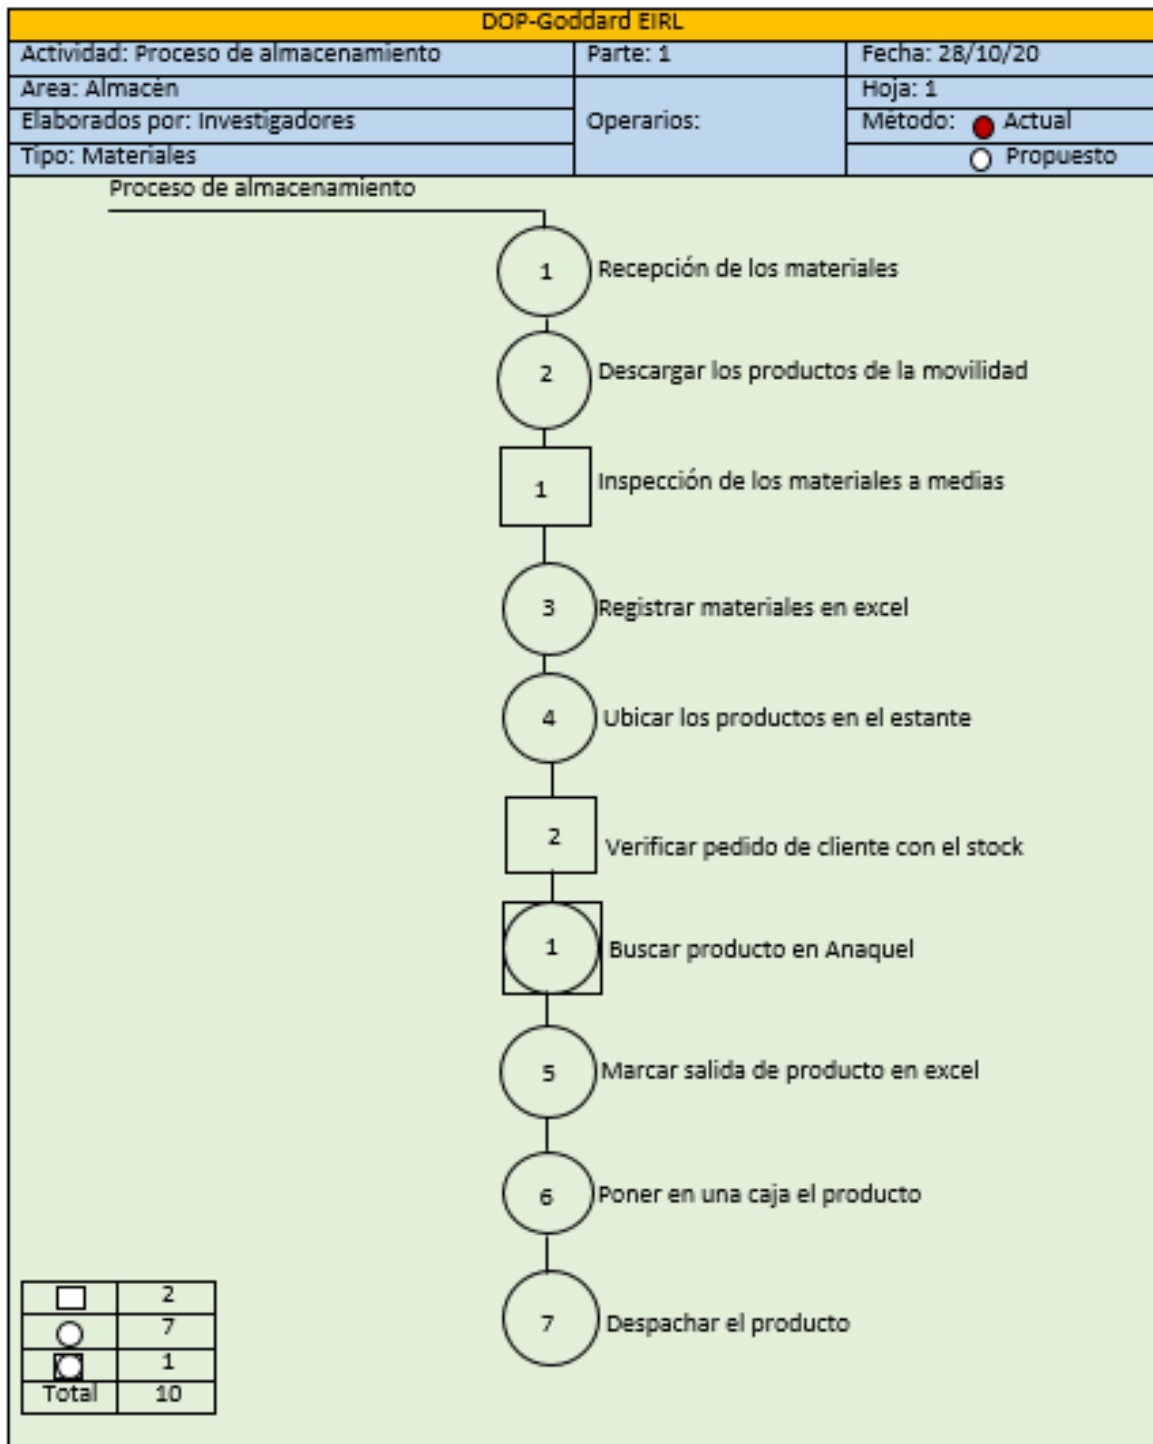 DOP-Goddard EIRL
Actividad: Proceso de almacenamiento
Parte: 1
Fecha: 28/10/20
Area: Almacén
Hoja: 1
Elaborados por: Investigadores
Operarios:
Método:
Actual
Tipo: Materiales
Propuesto
Proceso de almacenamiento
1
Recepción de los materiales
2
Descargar los productos de la movilidad
1
Inspección de los materiales a medias
3
Registrar materiales en excel
4
Ubicar los productos en el estante
2
Verificar pedido de cliente con el stock
1
Buscar producto en Anaquel
5
Marcar salida de producto en excel
6
Poner en una caja el producto
7
Despachar el producto
2
7
1
Total 10